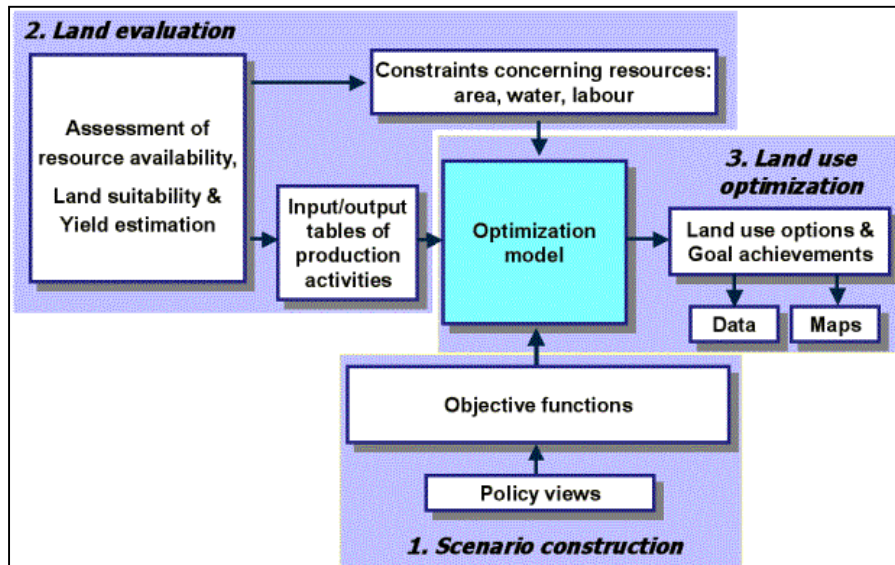 2. Land evaluation
Assessment of
resource availability,
Land suitability &
Yield estimation
Constraints concerning resources:
area, water, labour
Input/output
tables of
production
activities
Optimization
model
3. Land use
optimization
Land use options &
Goal achievements
Data
Maps
Objective functions
Policy views
1. Scenario construction